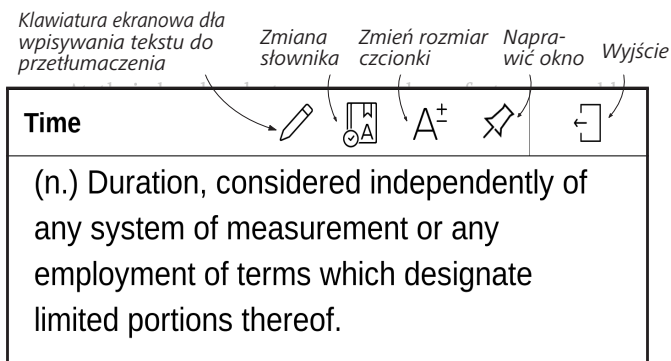 Klawiatura ekranowa dla
wpisywania tekstu do
przetłumaczenia
Zmiana
słownika
Zmień rozmiar
czcionki
Napra-
wić okno
Wyjście
Time
(n.) Duration, considered independently of
any system of measurement or any
employment of terms which designate
limited portions thereof.